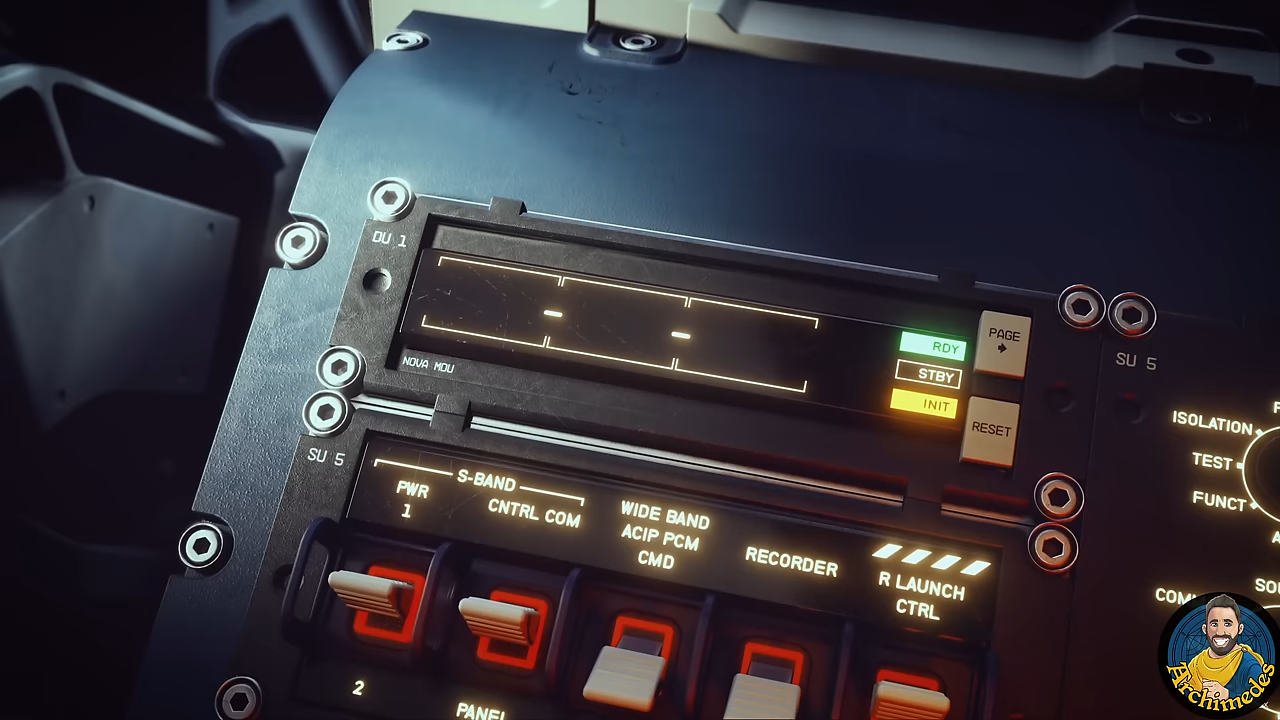 DU 1
PAGE
RDY
STBY
INIT
NOVA MDU
RESET
SU 5
ISOLATION
TEST
FUNCT
SU 5
S-BAND
PWR
1
CNTRL COM
WIDE BAND
ACIP PCM
CMD
RECORDER
R LAUNCH
CTRL
2
PANEL
Archimedes